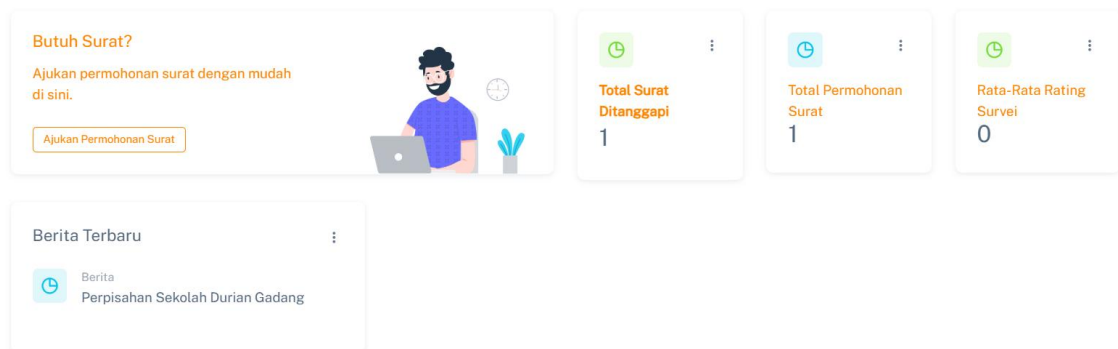 Butuh Surat?
Ajukan permohonan surat dengan mudah
di sini.
Ajukan Permohonan Surat
Total Surat
Ditanggapi
1
Total Permohonan
Surat
1
Rata-Rata Rating
Survei
0
Berita Terbaru
Berita
Perpisahan Sekolah Durian Gadang